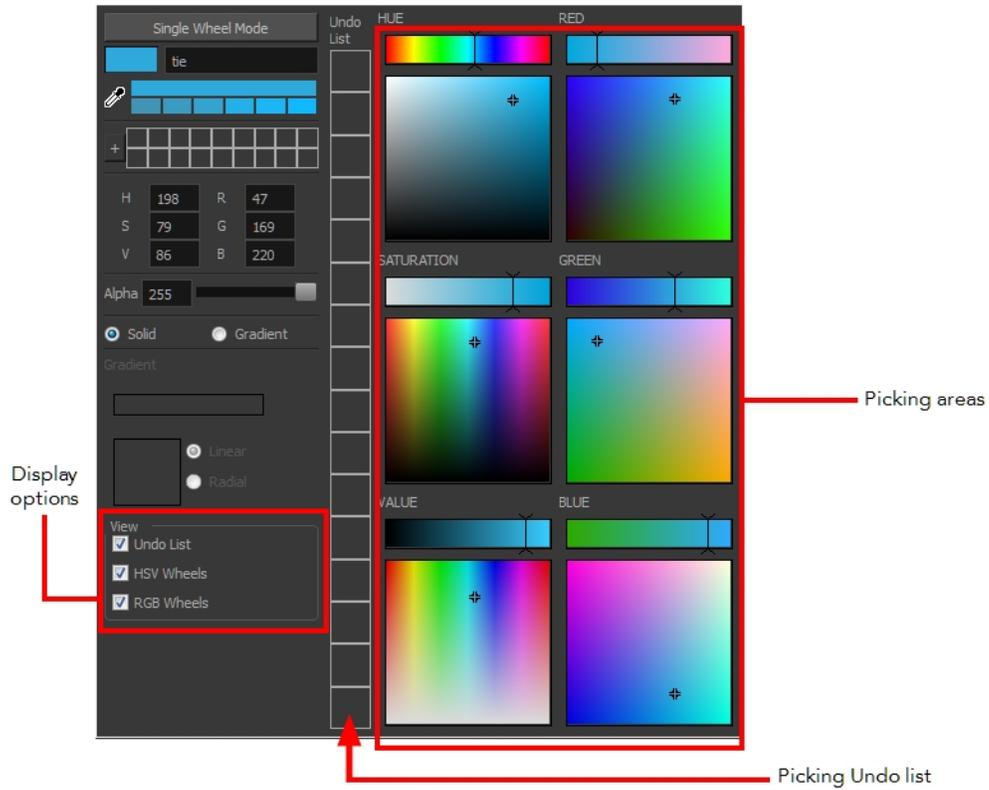 Single Wheel Mode
Undo
List
HUE
RED
tie
+
H 198 R 47
S 79 G 169
V 86 B 220
Alpha 255
SATURATION
GREEN
Solid
Gradient
Gradient
Picking areas
Linear
Radial
Display
options
VALUE
BLUE
View
Undo List
HSV Wheels
RGB Wheels
Picking Undo list